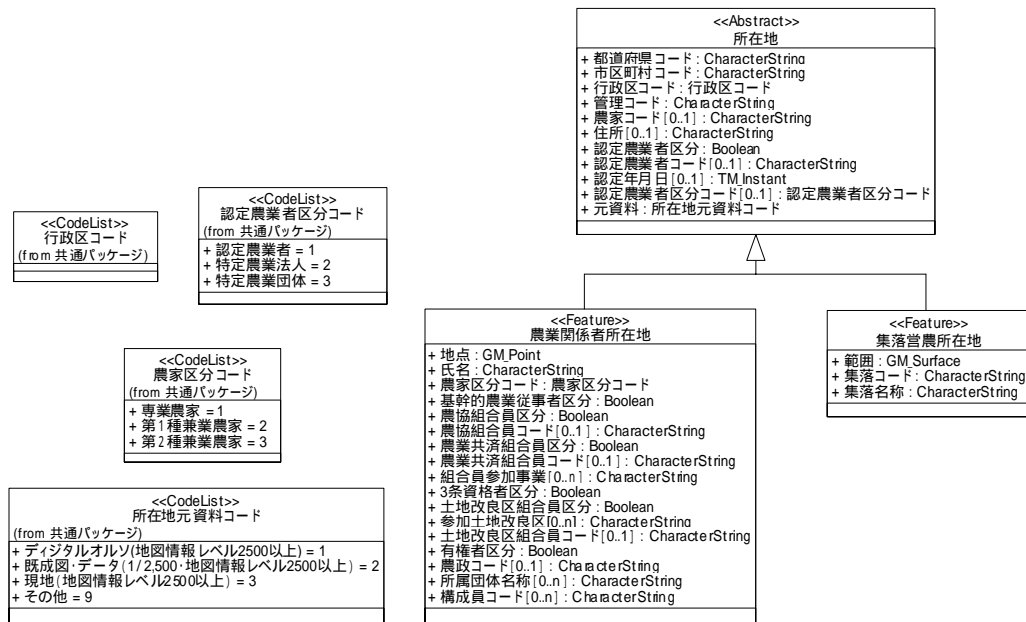 <<Abstract>>
所在地
+ 都道府県コード : CharacterString
+ 市区町村コード : CharacterString
+ 行政区コード : 行政区コード
+ 管理コード : CharacterString
+ 農家コード[0..1] : CharacterString
+ 住所[0..1] : CharacterString
+ 認定農業者区分 : Boolean
+ 認定農業者コード[0..1] : CharacterString
+ 認定年月日[0..1] : TM_Instant
+ 認定農業者区分コード[0..1] : 認定農業者区分コード
+ 元資料 : 所在地元資料コード
<<CodeList>>
行政区コード
(from 共通パッケージ)
<<CodeList>>
認定農業者区分コード
(from 共通パッケージ)
+ 認定農業者 = 1
+ 特定農業法人 = 2
+ 特定農業団体 = 3
<<CodeList>>
農家区分コード
(from 共通パッケージ)
+ 専業農家 = 1
+ 第1種兼業農家 = 2
+ 第2種兼業農家 = 3
<<CodeList>>
所在地元資料コード
(from 共通パッケージ)
+ ディジタルオルソ(地図情報レベル2500以上) = 1
+ 既成図・データ(1/2,500・地図情報レベル2500以上) = 2
+ 現地(地図情報レベル2500以上) = 3
+ その他 = 9
<<Feature>>
農業関係者所在地
+ 地点 : GM_Point
+ 氏名 : CharacterString
+ 農家区分コード : 農家区分コード
+ 基幹的農業従事者区分 : Boolean
+ 農協組合員区分 : Boolean
+ 農協組合員コード[0..1] : CharacterString
+ 農業共済組合員区分 : Boolean
+ 農業共済組合員コード[0..1] : CharacterString
+ 組合員参加事業[0..n] : CharacterString
+ 3条資格者区分 : Boolean
+ 土地改良区組合員区分 : Boolean
+ 参加土地改良区[0..n] : CharacterString
+ 土地改良区組合員コード[0..1] : CharacterString
+ 有権者区分 : Boolean
+ 農政コード[0..1] : CharacterString
+ 所属団体名称[0..n] : CharacterString
+ 構成員コード[0..n] : CharacterString
<<Feature>>
集落営農所在地
+ 範囲 : GM_Surface
+ 集落コード : CharacterString
+ 集落名称 : CharacterString